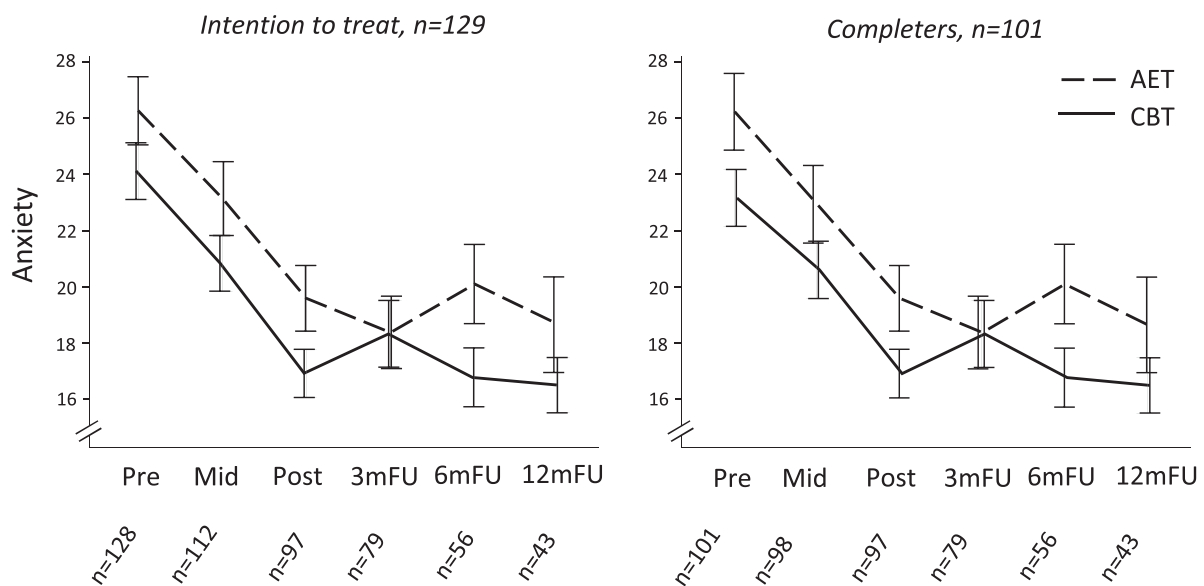 Intention to treat, n=129
28
26
24
22
20
18
16
Anxiety
Pre Mid Post 3mFU 6mFU 12mFU
n=128 n=112 n=97 n=79 n=56 n=43
Completers, n=101
AET
CBT
28
26
24
22
20
18
16
Pre Mid Post 3mFU 6mFU 12mFU
n=101 n=98 n=97 n=79 n=56 n=43